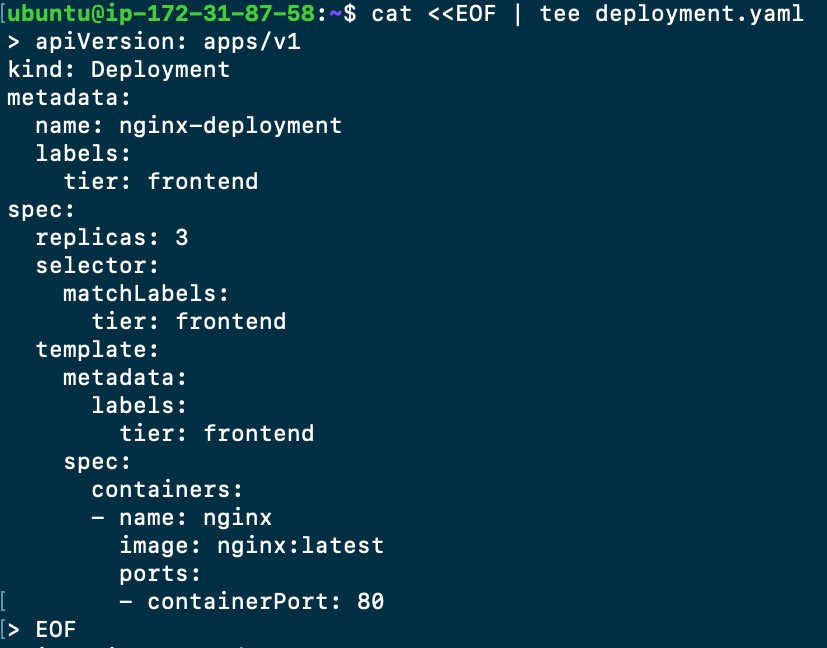 [ubuntu@ip-172-31-87-58:~$ cat <<EOF | tee deployment.yaml
> apiVersion: apps/v1
kind: Deployment
metadata:
  name: nginx-deployment
  labels:
    tier: frontend
spec:
  replicas: 3
  selector:
    matchLabels:
      tier: frontend
  template:
    metadata:
      labels:
        tier: frontend
    spec:
      containers:
      - name: nginx
        image: nginx:latest
        ports:
[       - containerPort: 80
[> EOF